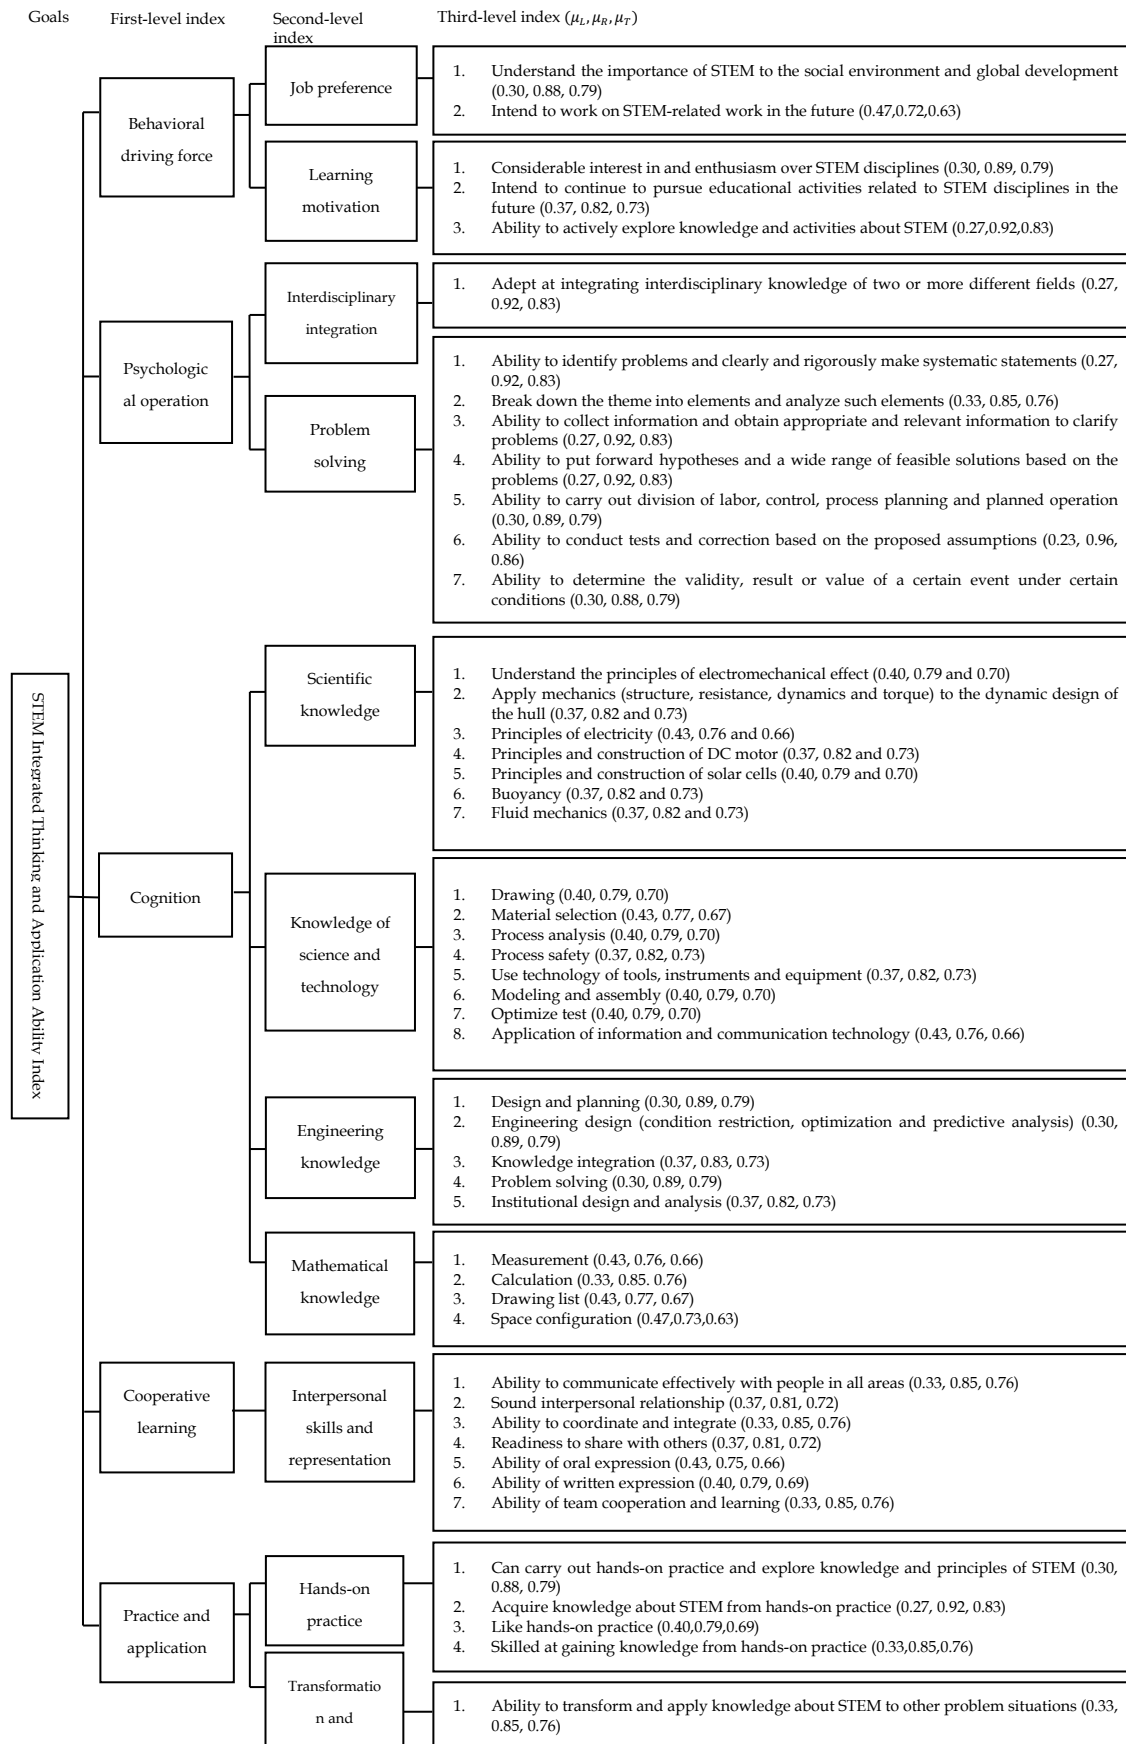 Goals
First-level index
Second-level
index
Third-level index (μL,μR,μT)
STEM Integrated Thinking and Application Ability Index
Behavioral
driving force
Job preference
1. Understand the importance of STEM to the social environment and global development
(0.30, 0.88, 0.79)
2. Intend to work on STEM-related work in the future (0.47,0.72,0.63)
Learning
motivation
1. Considerable interest in and enthusiasm over STEM disciplines (0.30, 0.89, 0.79)
2. Intend to continue to pursue educational activities related to STEM disciplines in the
future (0.37, 0.82, 0.73)
3. Ability to actively explore knowledge and activities about STEM (0.27,0.92,0.83)
Psychologic
al operation
Interdisciplinary
integration
1. Adept at integrating interdisciplinary knowledge of two or more different fields (0.27,
0.92, 0.83)
Problem
solving
1. Ability to identify problems and clearly and rigorously make systematic statements (0.27,
0.92, 0.83)
2. Break down the theme into elements and analyze such elements (0.33, 0.85, 0.76)
3. Ability to collect information and obtain appropriate and relevant information to clarify
problems (0.27, 0.92, 0.83)
4. Ability to put forward hypotheses and a wide range of feasible solutions based on the
problems (0.27, 0.92, 0.83)
5. Ability to carry out division of labor, control, process planning and planned operation
(0.30, 0.89, 0.79)
6. Ability to conduct tests and correction based on the proposed assumptions (0.23, 0.96,
0.86)
7. Ability to determine the validity, result or value of a certain event under certain
conditions (0.30, 0.88, 0.79)
Cognition
Scientific
knowledge
1. Understand the principles of electromechanical effect (0.40, 0.79 and 0.70)
2. Apply mechanics (structure, resistance, dynamics and torque) to the dynamic design of
the hull (0.37, 0.82 and 0.73)
3. Principles of electricity (0.43, 0.76 and 0.66)
4. Principles and construction of DC motor (0.37, 0.82 and 0.73)
5. Principles and construction of solar cells (0.40, 0.79 and 0.70)
6. Buoyancy (0.37, 0.82 and 0.73)
7. Fluid mechanics (0.37, 0.82 and 0.73)
Knowledge of
science and
technology
1. Drawing (0.40, 0.79, 0.70)
2. Material selection (0.43, 0.77, 0.67)
3. Process analysis (0.40, 0.79, 0.70)
4. Process safety (0.37, 0.82, 0.73)
5. Use technology of tools, instruments and equipment (0.37, 0.82, 0.73)
6. Modeling and assembly (0.40, 0.79, 0.70)
7. Optimize test (0.40, 0.79, 0.70)
8. Application of information and communication technology (0.43, 0.76, 0.66)
Engineering
knowledge
1. Design and planning (0.30, 0.89, 0.79)
2. Engineering design (condition restriction, optimization and predictive analysis) (0.30,
0.89, 0.79)
3. Knowledge integration (0.37, 0.83, 0.73)
4. Problem solving (0.30, 0.89, 0.79)
5. Institutional design and analysis (0.37, 0.82, 0.73)
Mathematical
knowledge
1. Measurement (0.43, 0.76, 0.66)
2. Calculation (0.33, 0.85. 0.76)
3. Drawing list (0.43, 0.77, 0.67)
4. Space configuration (0.47,0.73,0.63)
Cooperative
learning
Interpersonal
skills and
representation
1. Ability to communicate effectively with people in all areas (0.33, 0.85, 0.76)
2. Sound interpersonal relationship (0.37, 0.81, 0.72)
3. Ability to coordinate and integrate (0.33, 0.85, 0.76)
4. Readiness to share with others (0.37, 0.81, 0.72)
5. Ability of oral expression (0.43, 0.75, 0.66)
6. Ability of written expression (0.40, 0.79, 0.69)
7. Ability of team cooperation and learning (0.33, 0.85, 0.76)
Practice and
application
Hands-on
practice
1. Can carry out hands-on practice and explore knowledge and principles of STEM (0.30,
0.88, 0.79)
2. Acquire knowledge about STEM from hands-on practice (0.27, 0.92, 0.83)
3. Like hands-on practice (0.40,0.79,0.69)
4. Skilled at gaining knowledge from hands-on practice (0.33,0.85,0.76)
Transformatio
n and
1. Ability to transform and apply knowledge about STEM to other problem situations (0.33,
0.85, 0.76)